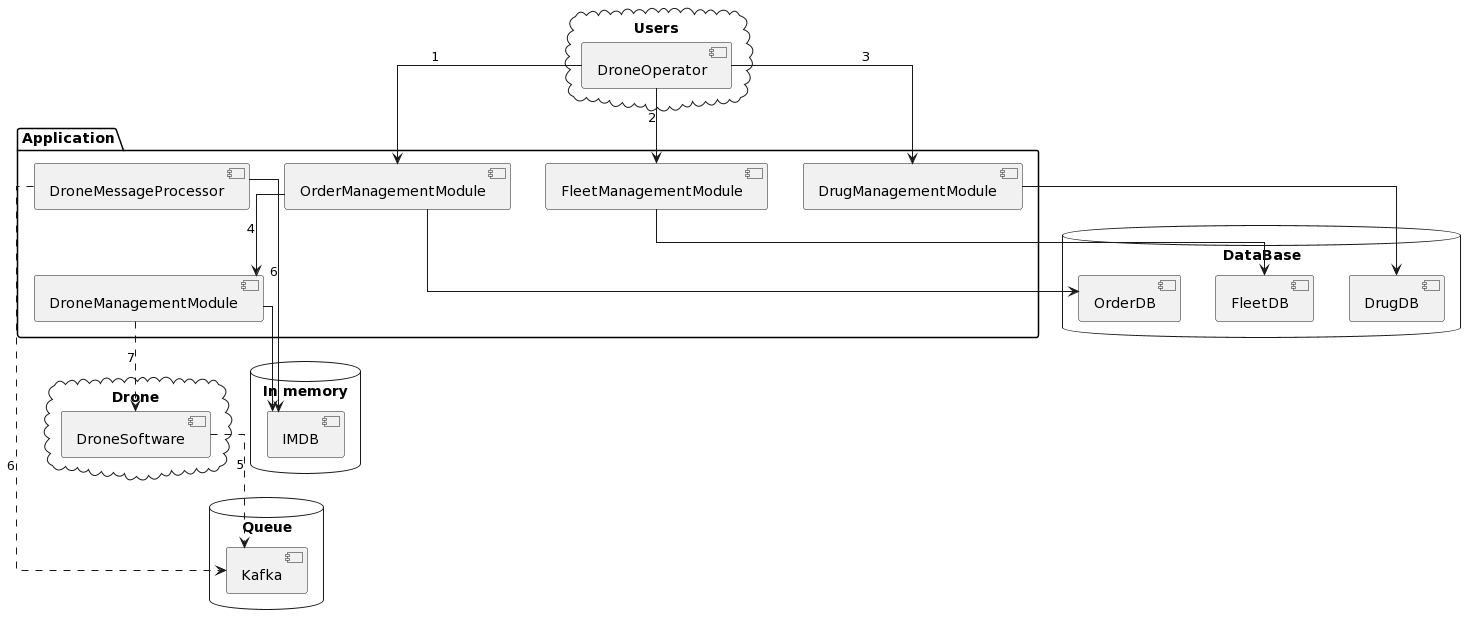 Users
DroneOperator
1
3
2
Application
DroneMessageProcessor
OrderManagementModule
FleetManagementModule
DrugManagementModule
4
6
DataBase
DroneManagementModule
OrderDB
FleetDB
DrugDB
7
Drone
In memory
DroneSoftware
IMDB
6
5
Queue
Kafka